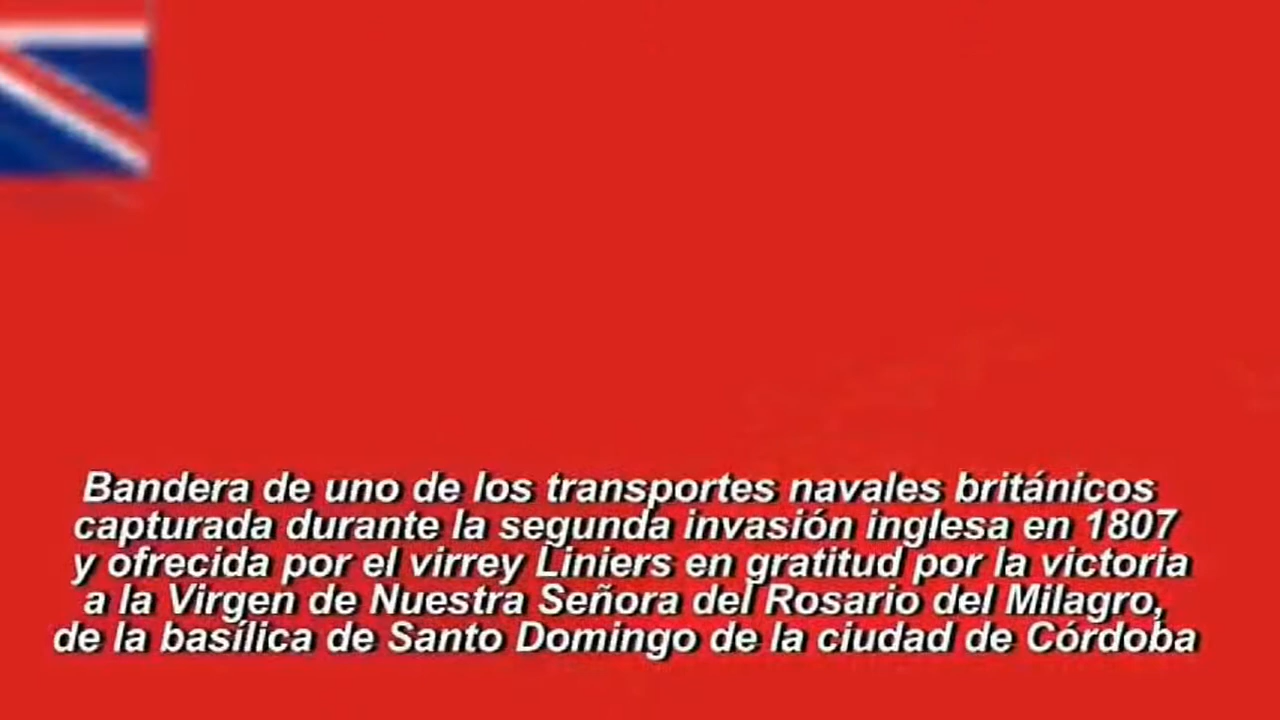 Bandera de uno de los transportes navales británicos
capturada durante la segunda invasión inglesa en 1807
y ofrecida por el virrey Liniers en gratitud por la victoria
a la Virgen de Nuestra Señora del Rosario del Milagro,
de la basílica de Santo Domingo de la ciudad de Córdoba